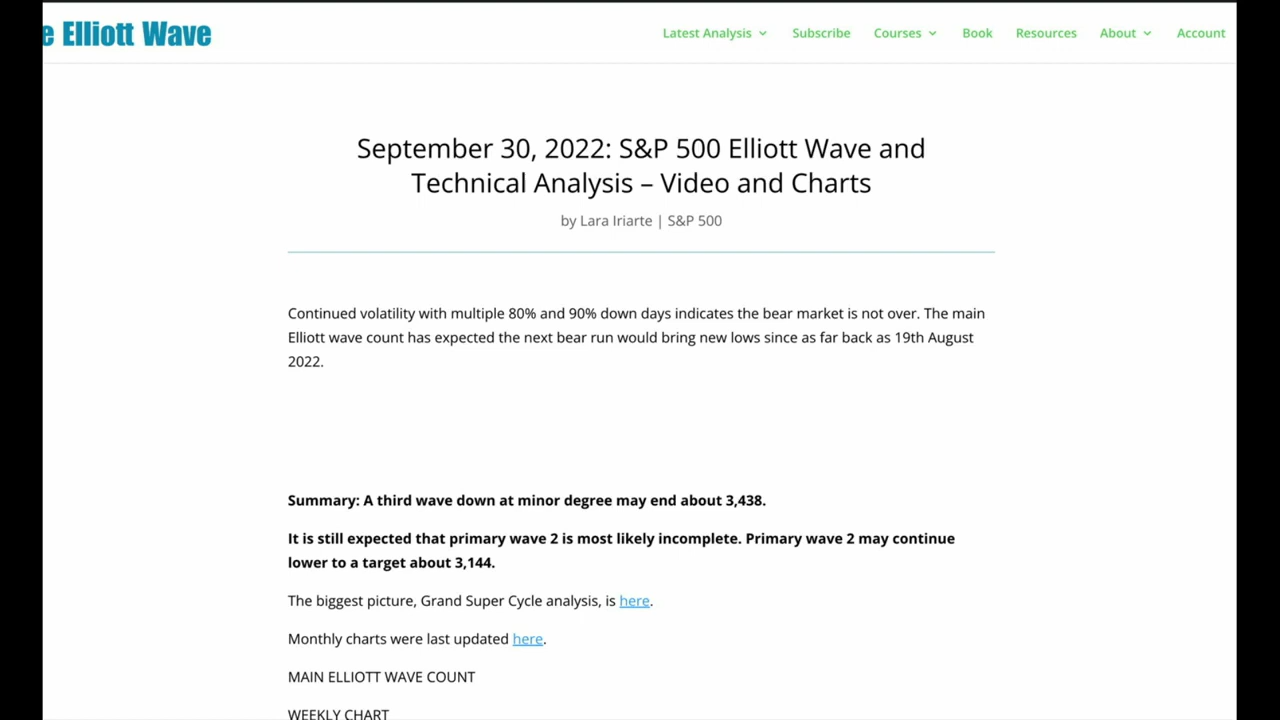 e Elliott Wave
Latest Analysis
Subscribe
Courses
Book
Resources
About
Account
September 30, 2022: S&P 500 Elliott Wave and
Technical Analysis – Video and Charts
by Lara Iriarte | S&P 500
Continued volatility with multiple 80% and 90% down days indicates the bear market is not over. The main
Elliott wave count has expected the next bear run would bring new lows since as far back as 19th August
2022.
Summary: A third wave down at minor degree may end about 3,438.
It is still expected that primary wave 2 is most likely incomplete. Primary wave 2 may continue
lower to a target about 3,144.
The biggest picture, Grand Super Cycle analysis, is here.
Monthly charts were last updated here.
MAIN ELLIOTT WAVE COUNT
WEEKLY CHART